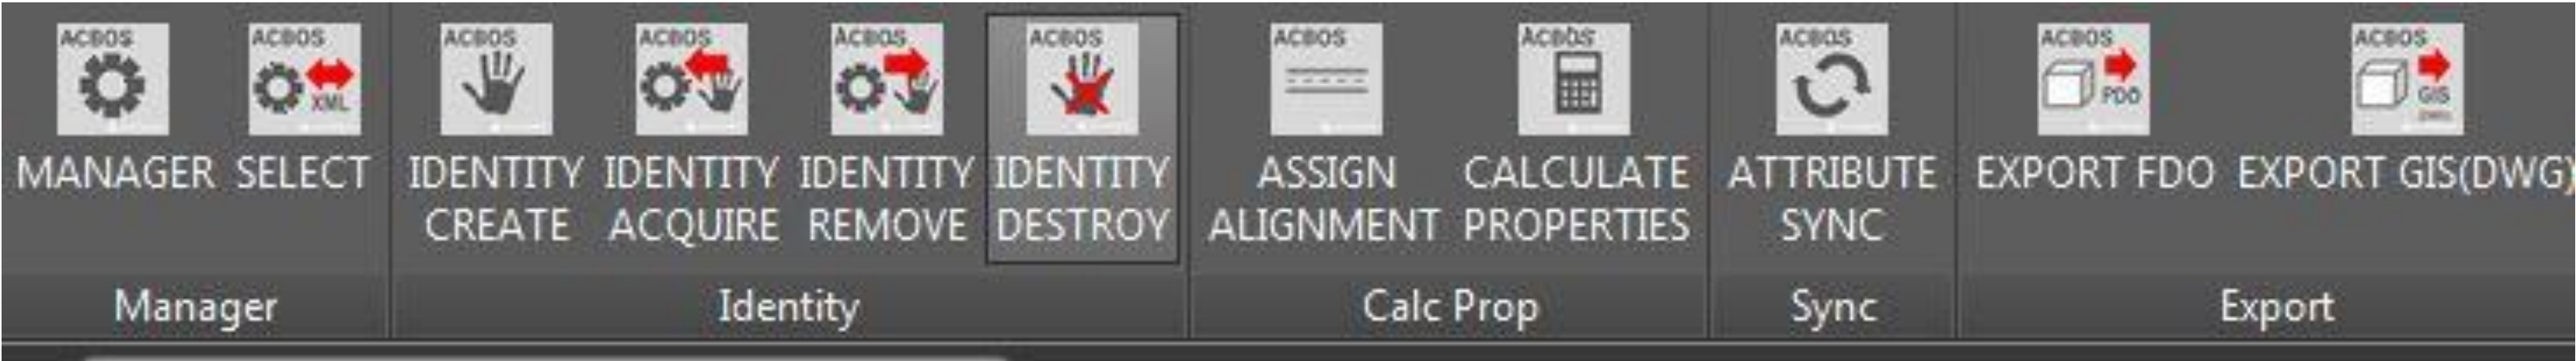 ACBOS ACBOS ACBOS ACBOS ACBOS ACBOS ACBOS ACBOS ACBOS ACBOS ACBOS
XML FDO GIS
MANAGER SELECT IDENTITY IDENTITY IDENTITY IDENTITY ASSIGN CALCULATE ATTRIBUTE EXPORT FDO EXPORT GIS(DWG)
CREATE ACQUIRE REMOVE DESTROY ALIGNMENT PROPERTIES SYNC
Manager Identity Calc Prop Sync Export